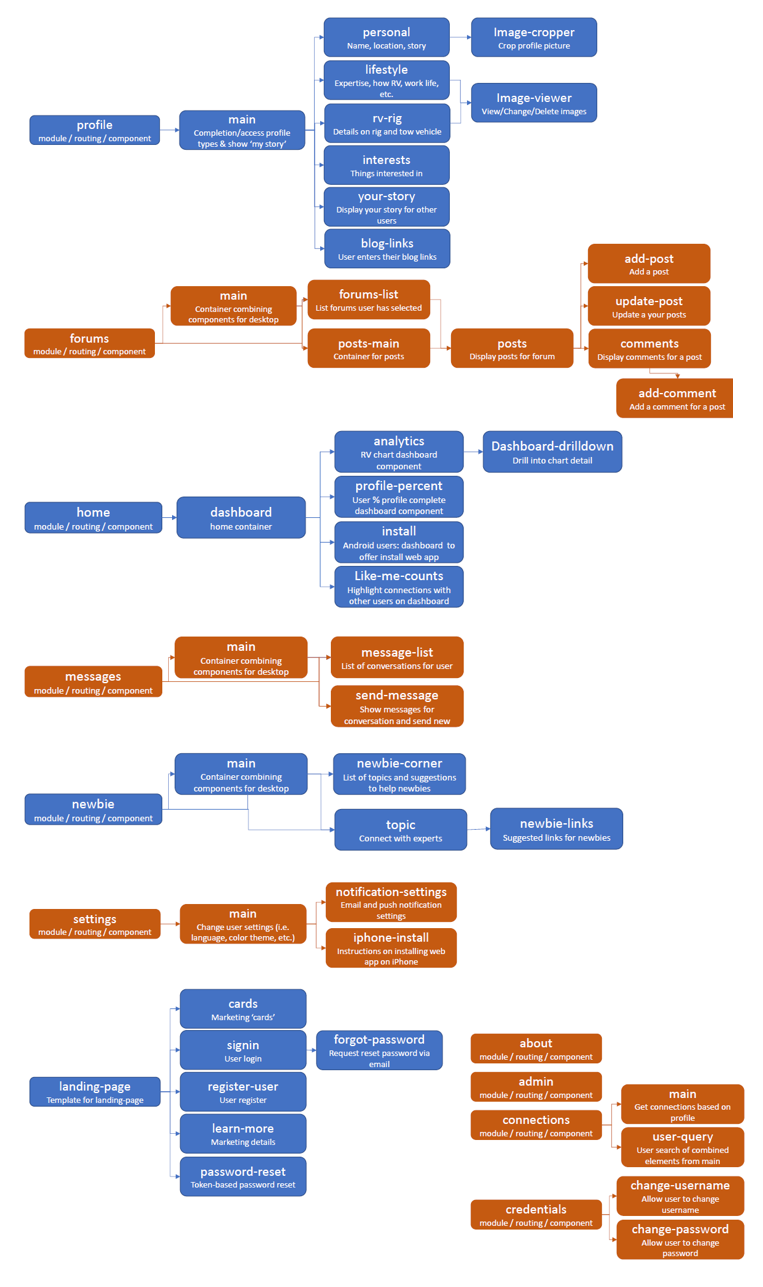 profile
module / routing / component
main
Completion/access profile
types & show ‘my story’
personal
Name, location, story
Image-cropper
Crop profile picture
lifestyle
Expertise, how RV, work life,
etc.
Image-viewer
View/Change/Delete images
rv-rig
Details on rig and tow vehicle
interests
Things interested in
your-story
Display your story for other
users
blog-links
User enters their blog links
forums
module / routing / component
main
Container combining
components for desktop
forums-list
List forums user has selected
posts-main
Container for posts
posts
Display posts for forum
add-post
Add a post
update-post
Update a your posts
comments
Display comments for a post
add-comment
Add a comment for a post
home
module / routing / component
dashboard
home container
analytics
RV chart dashboard
component
Dashboard-drilldown
Drill into chart detail
profile-percent
User % profile complete
dashboard component
install
Android users: dashboard to
offer install web app
Like-me-counts
Highlight connections with
other users on dashboard
messages
module / routing / component
main
Container combining
components for desktop
message-list
List of conversations for user
send-message
Show messages for
conversation and send new
newbie
module / routing / component
main
Container combining
components for desktop
newbie-corner
List of topics and suggestions
to help newbies
topic
Connect with experts
newbie-links
Suggested links for newbies
settings
module / routing / component
main
Change user settings (i.e.
language, color theme, etc.)
notification-settings
Email and push notification
settings
iphone-install
Instructions on installing web
app on iPhone
landing-page
Template for landing-page
cards
Marketing ‘cards’
signin
User login
forgot-password
Request reset password via
email
register-user
User register
learn-more
Marketing details
password-reset
Token-based password reset
about
module / routing / component
admin
module / routing / component
connections
module / routing / component
main
Get connections based on
profile
user-query
User search of combined
elements from main
credentials
module / routing / component
change-username
Allow user to change
username
change-password
Allow user to change
password